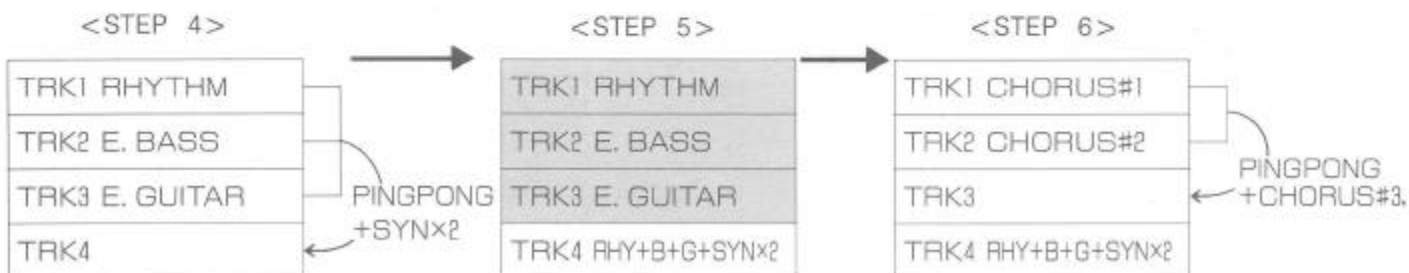 <STEP 4>
TRK1 RHYTHM
TRK2 E. BASS
TRK3 E. GUITAR
TRK4
PINGPONG
+SYN×2
<STEP 5>
TRK1 RHYTHM
TRK2 E. BASS
TRK3 E. GUITAR
TRK4 RHY+B+G+SYN×2
<STEP 6>
TRK1 CHORUS#1
TRK2 CHORUS#2
TRK3
TRK4 RHY+B+G+SYN×2
PINGPONG
+CHORUS#3.